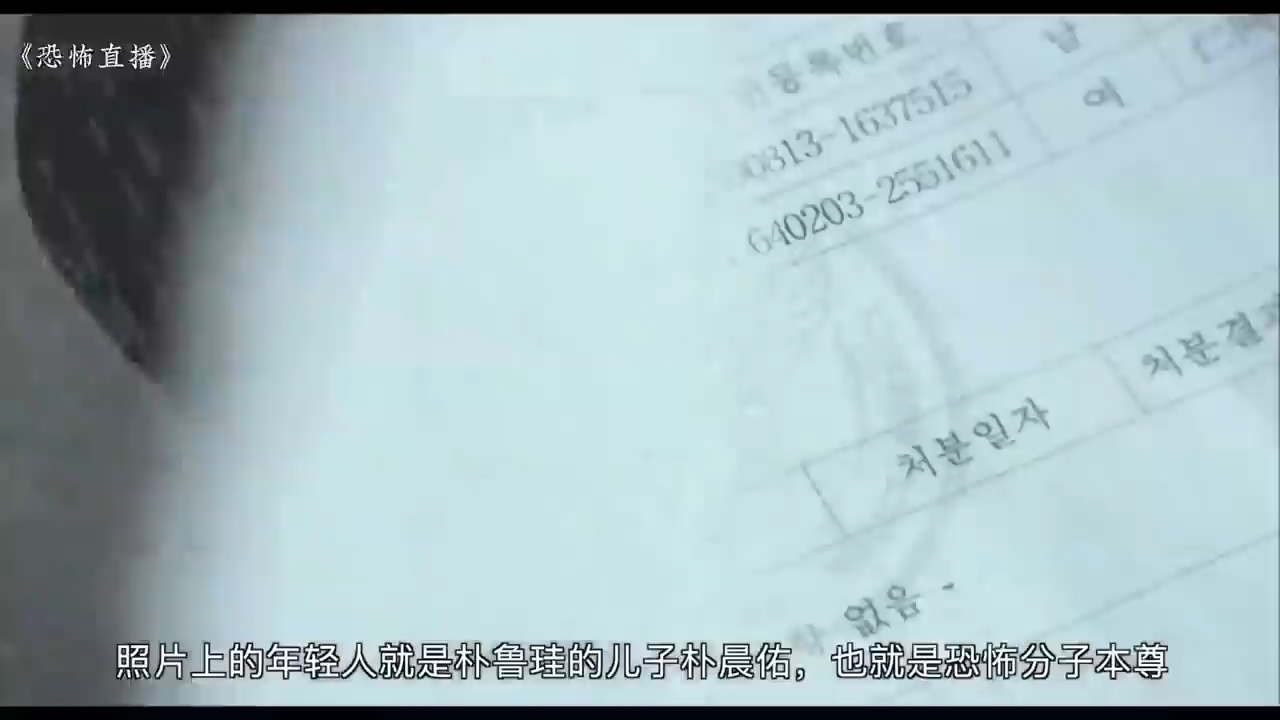 《恐怖直播》
등록번호
남
0813-1637515
여
640203-2551611
처분결과
처분일자
없음 -
照片上的年轻人就是朴鲁珪的儿子朴晨佑，也就是恐怖分子本尊